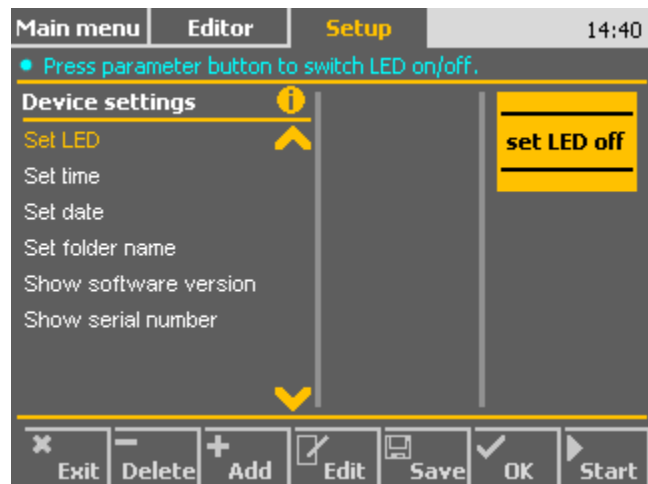 Main menu Editor Setup 14:40
• Press parameter button to switch LED on/off.
Device settings i
Set LED
set LED off
Set time
Set date
Set folder name
Show software version
Show serial number
Exit Delete Add Edit Save OK Start